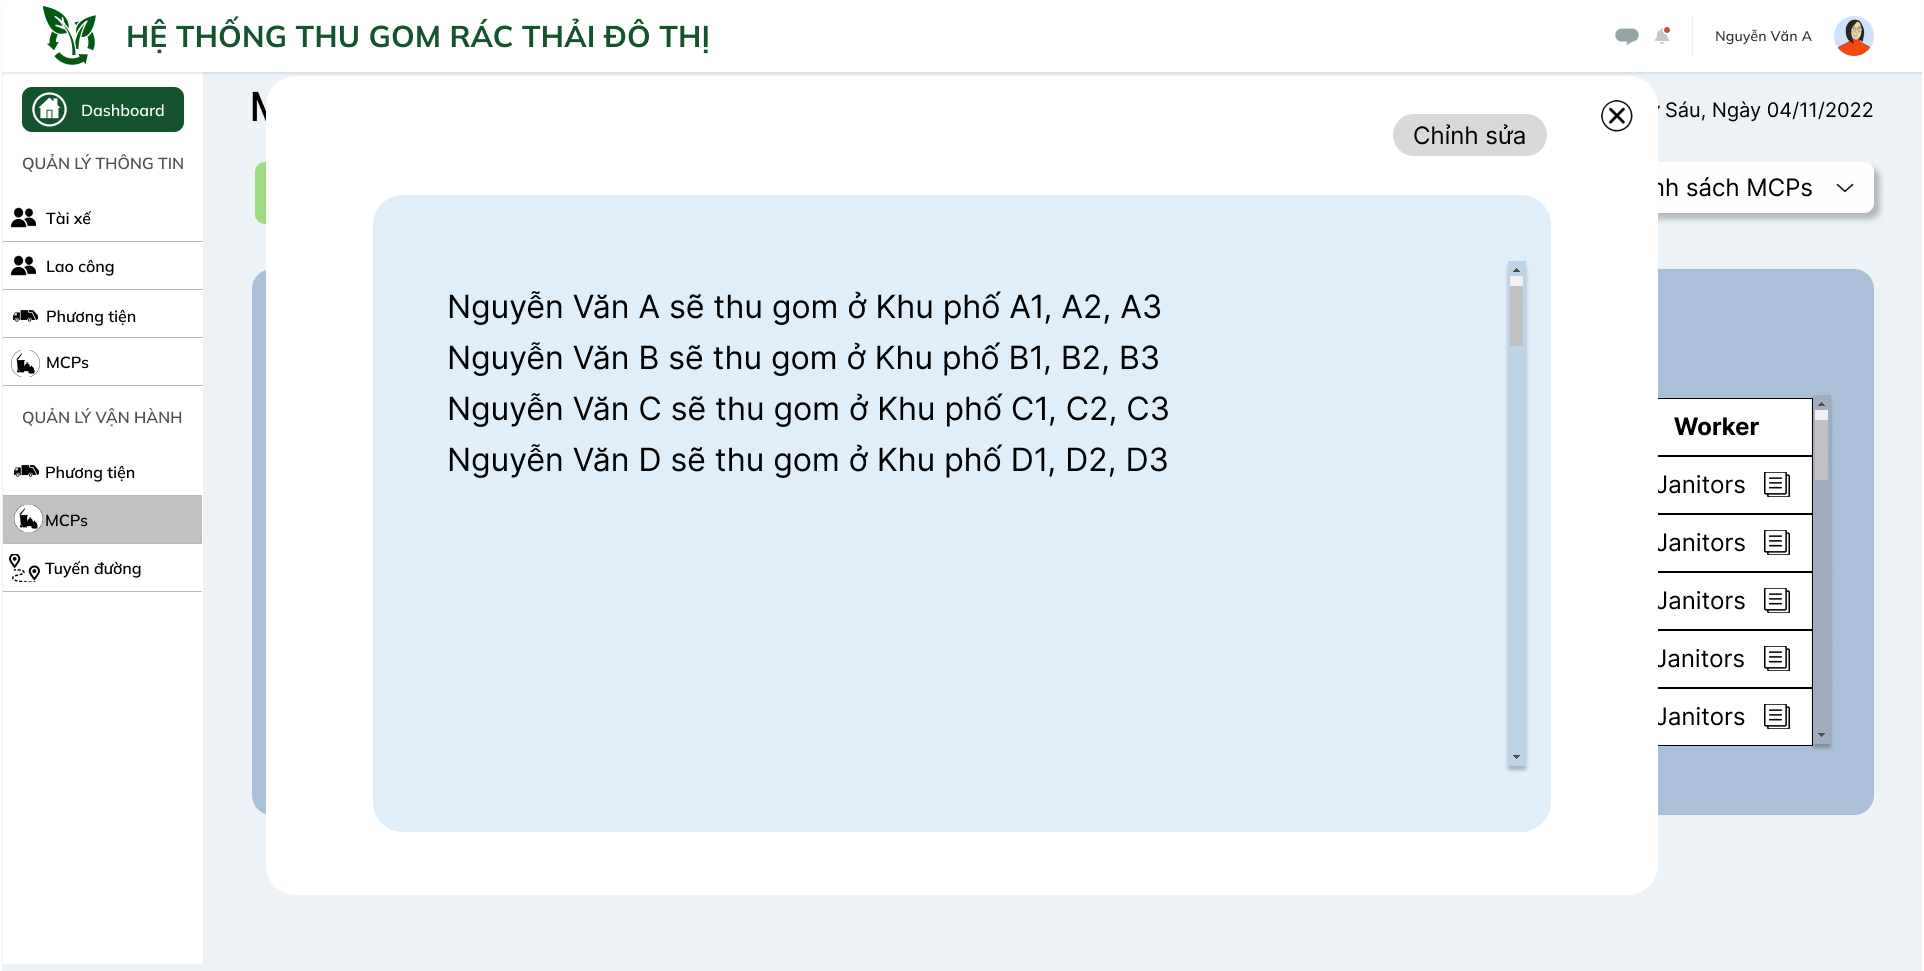 HỆ THỐNG THU GOM RÁC THẢI ĐÔ THỊ
Nguyễn Văn A
Dashboard
QUẢN LÝ THÔNG TIN
Tài xế
Lao công
Phương tiện
MCPs
QUẢN LÝ VẬN HÀNH
Phương tiện
MCPs
Tuyến đường
Sáu, Ngày 04/11/2022
sách MCPs
Chỉnh sửa
Nguyễn Văn A sẽ thu gom ở Khu phố A1, A2, A3
Nguyễn Văn B sẽ thu gom ở Khu phố B1, B2, B3
Nguyễn Văn C sẽ thu gom ở Khu phố C1, C2, C3
Nguyễn Văn D sẽ thu gom ở Khu phố D1, D2, D3
Worker
Janitors
Janitors
Janitors
Janitors
Janitors